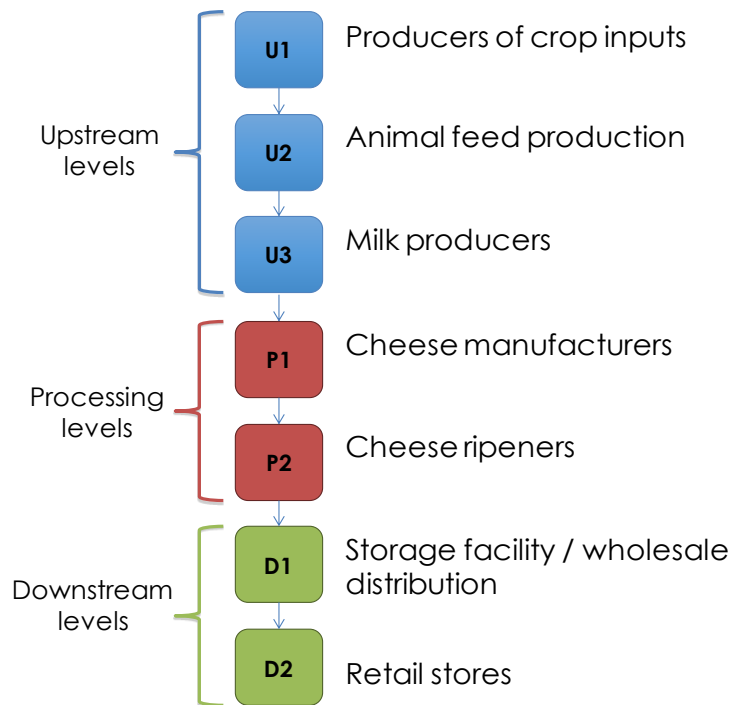 U1
Producers of crop inputs
Upstream
levels
U2
Animal feed production
U3
Milk producers
P1
Cheese manufacturers
Processing
levels
P2
Cheese ripeners
D1
Storage facility / wholesale
distribution
Downstream
levels
D2
Retail stores